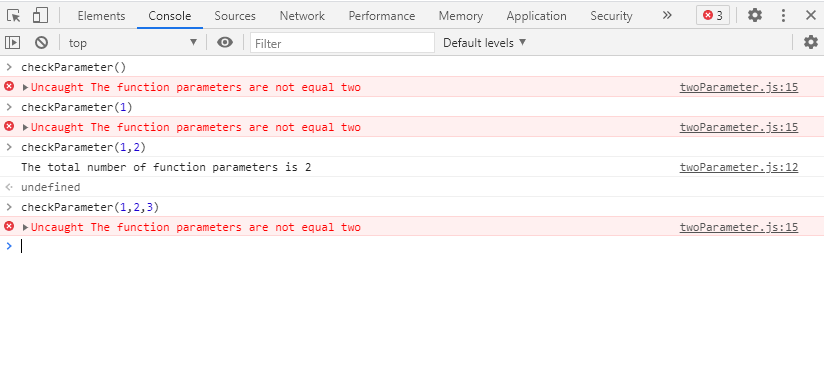 Elements Console Sources Network Performance Memory Application Security » 3
top Filter Default levels
> checkParameter()
Uncaught The function parameters are not equal two twoParameter.js:15
> checkParameter(1)
Uncaught The function parameters are not equal two twoParameter.js:15
> checkParameter(1,2)
The total number of function parameters is 2 twoParameter.js:12
undefined
> checkParameter(1,2,3)
Uncaught The function parameters are not equal two twoParameter.js:15
>